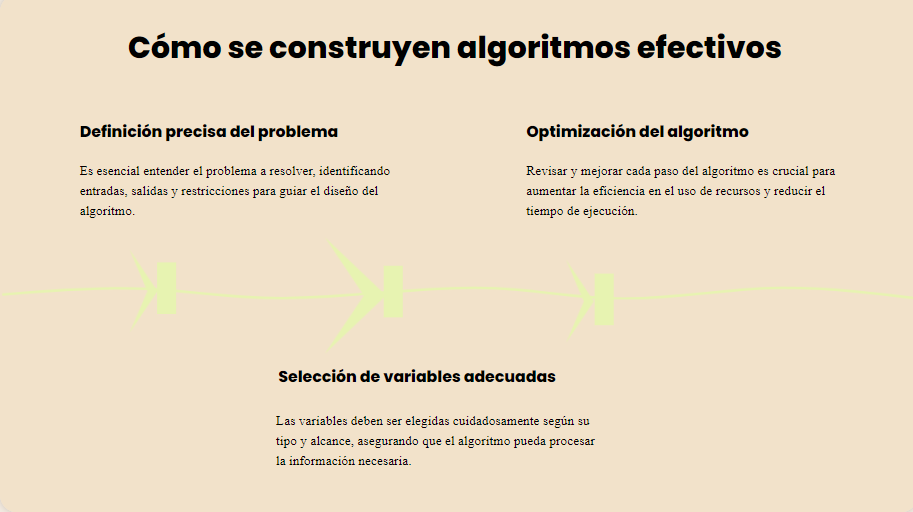 Cómo se construyen algoritmos efectivos
Definición precisa del problema
Es esencial entender el problema a resolver, identificando
entradas, salidas y restricciones para guiar el diseño del
algoritmo.
Optimización del algoritmo
Revisar y mejorar cada paso del algoritmo es crucial para
aumentar la eficiencia en el uso de recursos y reducir el
tiempo de ejecución.
Selección de variables adecuadas
Las variables deben ser elegidas cuidadosamente según su
tipo y alcance, asegurando que el algoritmo pueda procesar
la información necesaria.